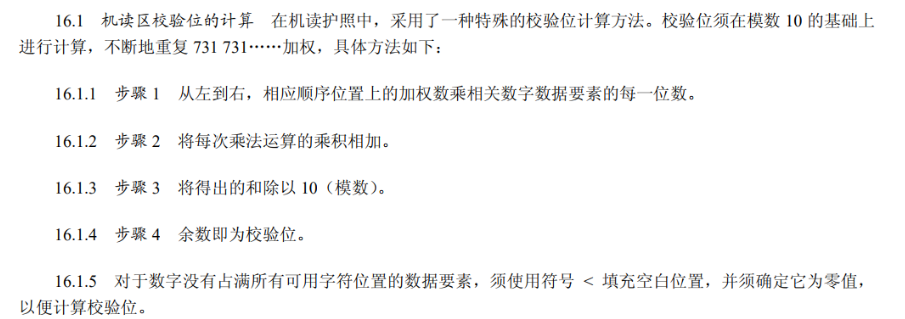 16.1 机读区校验位的计算 在机读护照中，采用了一种特殊的校验位计算方法。校验位须在模数 10 的基础上
进行计算，不断地重复 731 731……加权，具体方法如下：
16.1.1 步骤 1 从左到右，相应顺序位置上的加权数乘相关数字数据要素的每一位数。
16.1.2 步骤 2 将每次乘法运算的乘积相加。
16.1.3 步骤 3 将得出的和除以 10（模数）。
16.1.4 步骤 4 余数即为校验位。
16.1.5 对于数字没有占满所有可用字符位置的数据要素，须使用符号 < 填充空白位置，并须确定它为零值，
以便计算校验位。